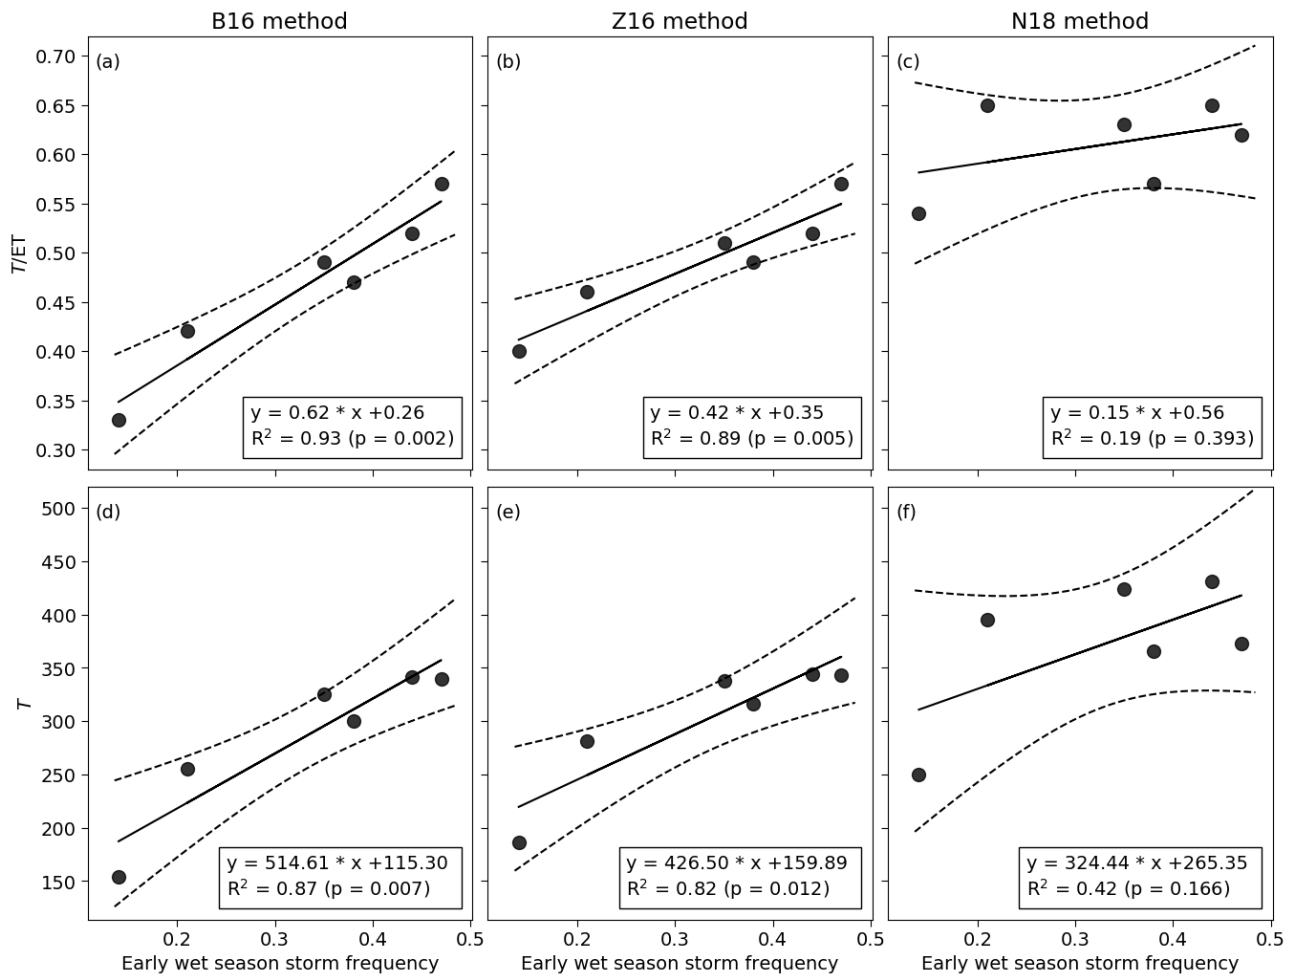 B16 method
Z16 method
N18 method
(a)
(b)
(c)
0.70
0.65
0.60
0.55
0.50
0.45
0.40
0.35
0.30
T/ET
y = 0.62 * x +0.26
R² = 0.93 (p = 0.002)
y = 0.42 * x +0.35
R² = 0.89 (p = 0.005)
y = 0.15 * x +0.56
R² = 0.19 (p = 0.393)
(d)
(e)
(f)
500
450
400
350
300
250
200
150
T
y = 514.61 * x +115.30
R² = 0.87 (p = 0.007)
y = 426.50 * x +159.89
R² = 0.82 (p = 0.012)
y = 324.44 * x +265.35
R² = 0.42 (p = 0.166)
0.2 0.3 0.4 0.5
0.2 0.3 0.4 0.5
0.2 0.3 0.4 0.5
Early wet season storm frequency
Early wet season storm frequency
Early wet season storm frequency